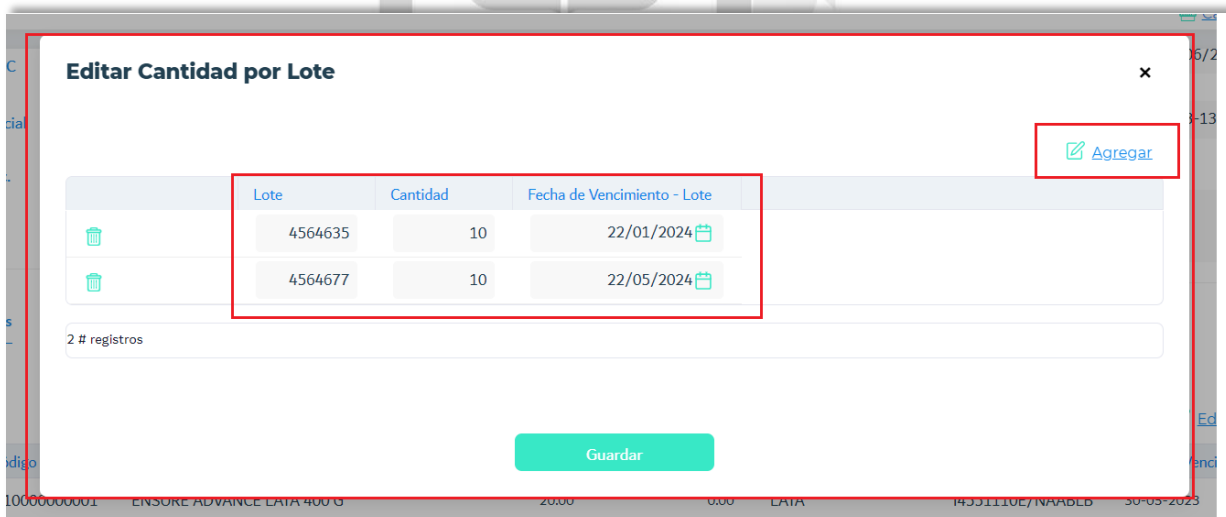 Editar Cantidad por Lote
×
Agregar
Lote Cantidad Fecha de Vencimiento - Lote
4564635 10 22/01/2024
4564677 10 22/05/2024
2 # registros
Guardar
ENSURE ADVANCE LATA 400 G 20.00 0.00 LATA 30-05-2023